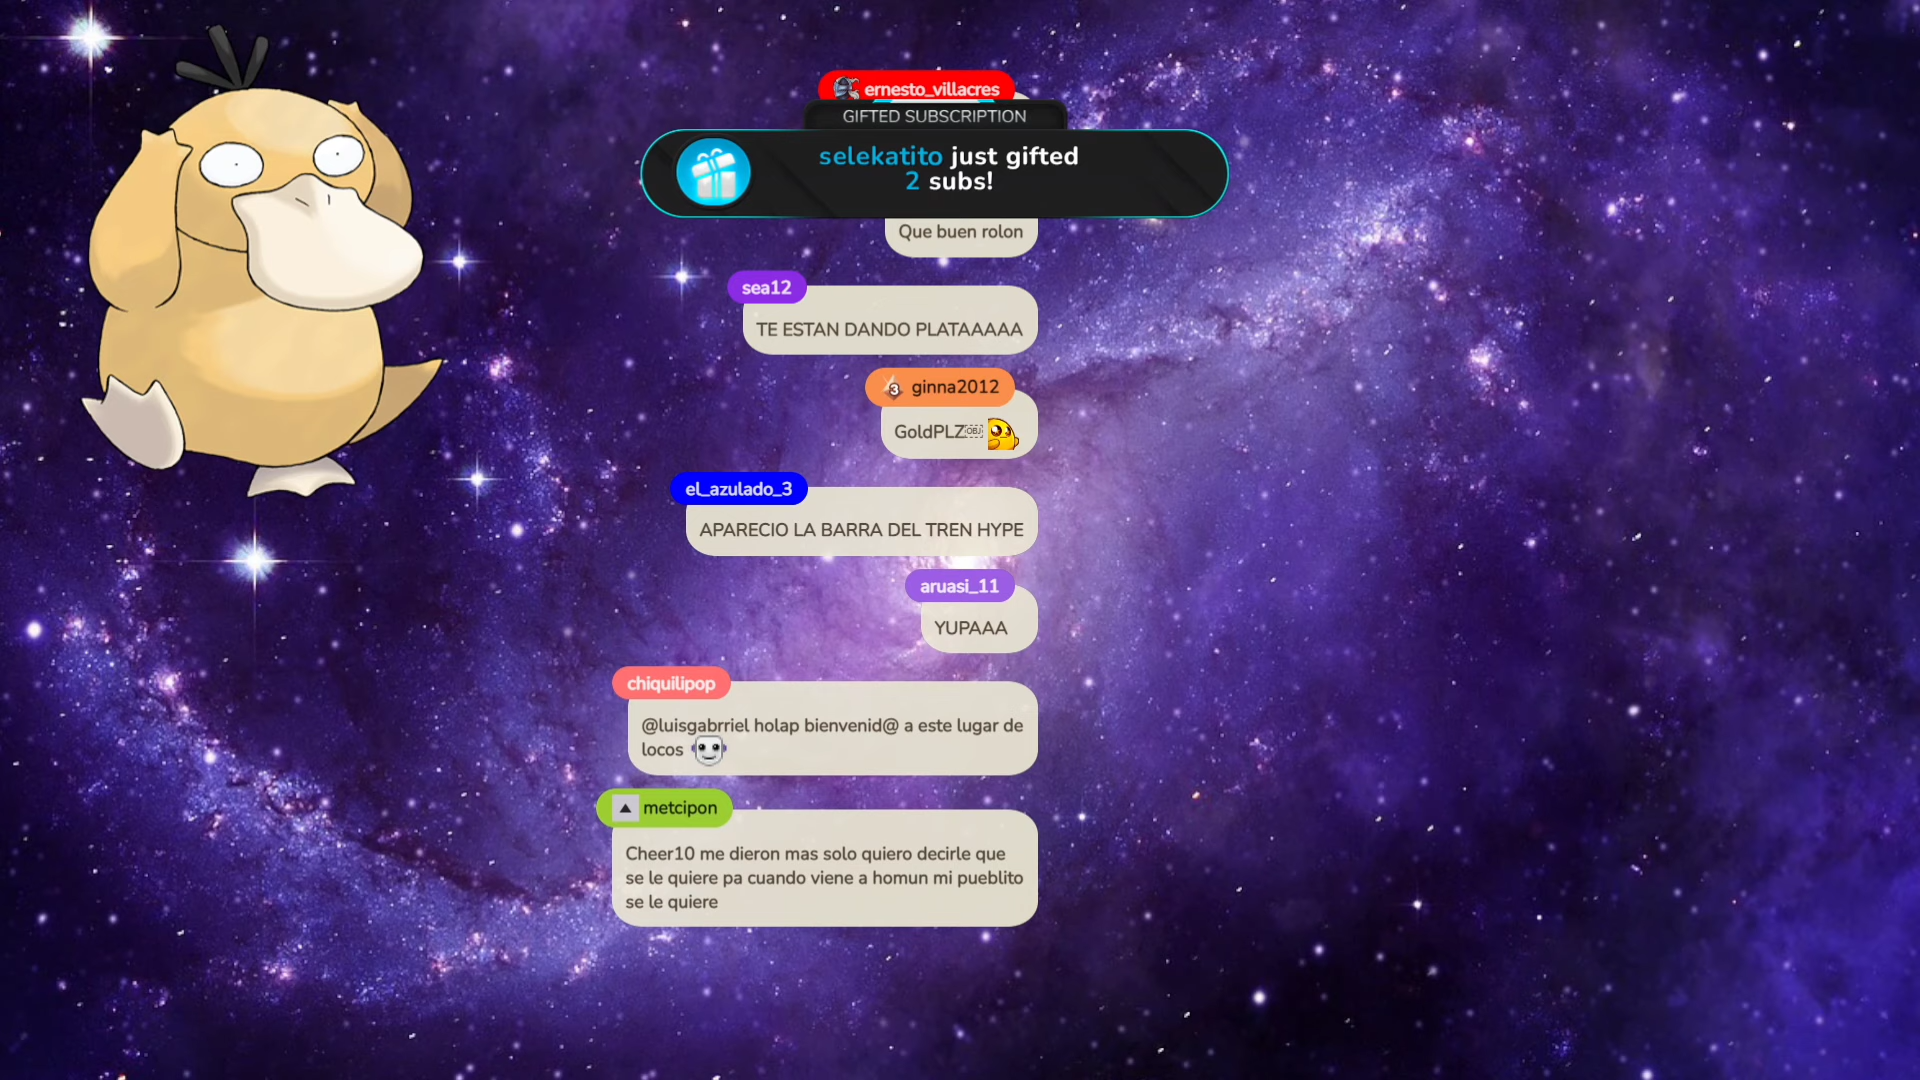 ernesto_villacres
GIFTED SUBSCRIPTION
selekatito just gifted
2 subs!
Que buen rolon
sea12
TE ESTAN DANDO PLATAAAAA
3 ginna2012
GoldPLZ
el_azulado_3
APARECIO LA BARRA DEL TREN HYPE
aruasi_11
YUPAAA
chiquilipop
@luisgabrriel holap bienvenid@ a este lugar de
locos
metcipon
Cheer10 me dieron mas solo quiero decirle que
se le quiere pa cuando viene a homun mi pueblito
se le quiere